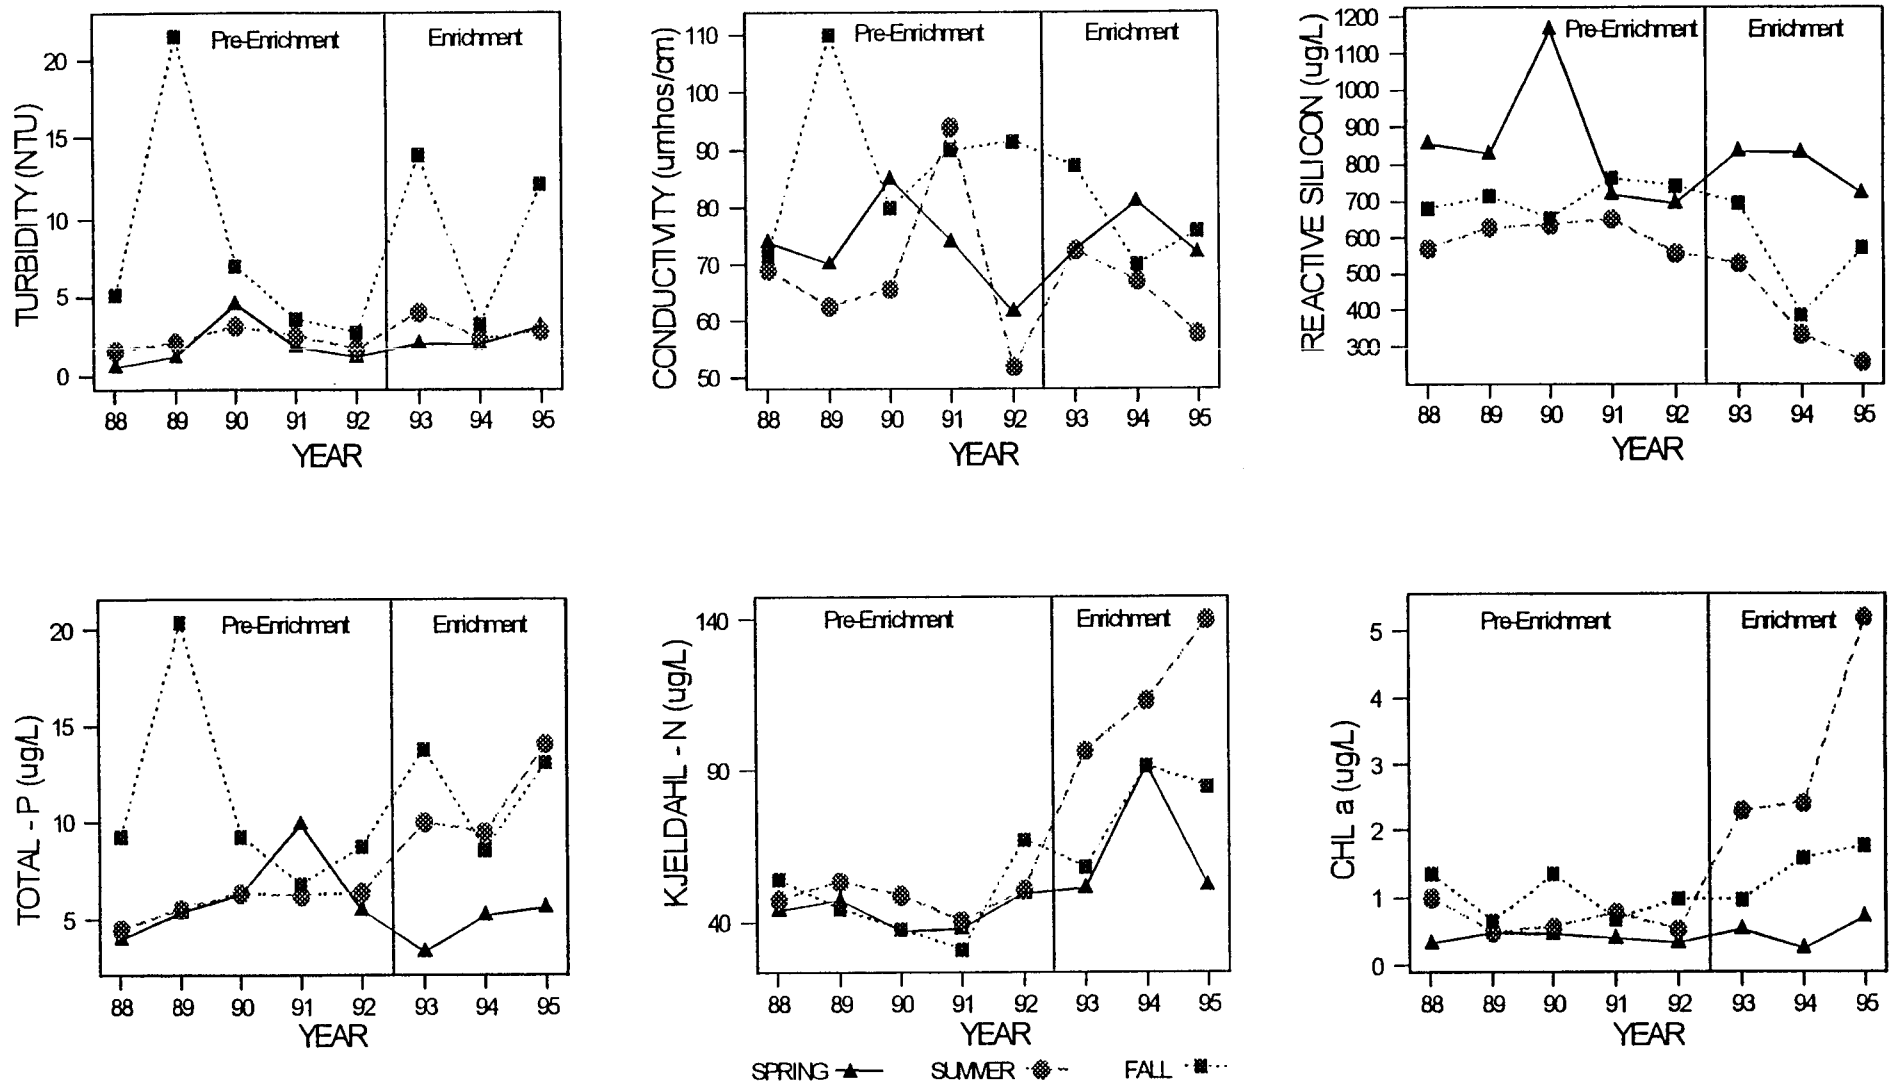 Pre-Enrichment Enrichment
TURBIDITY (NTU)
20
15
10
5
0
88 89 90 91 92 93 94 95
YEAR
Pre-Enrichment Enrichment
CONDUCTIVITY (umhos/cm)
110
100
90
80
70
60
50
88 89 90 91 92 93 94 95
YEAR
Pre-Enrichment Enrichment
REACTIVE SILICON (ug/L)
1200
1100
1000
900
800
700
600
500
400
300
88 89 90 91 92 93 94 95
YEAR
Pre-Enrichment Enrichment
TOTAL - P (ug/L)
20
15
10
5
88 89 90 91 92 93 94 95
YEAR
Pre-Enrichment Enrichment
KJELDAHL - N (ug/L)
140
90
40
88 89 90 91 92 93 94 95
YEAR
Pre-Enrichment Enrichment
CHL a (ug/L)
5
4
3
2
1
0
88 89 90 91 92 93 94 95
YEAR
SPRING SUMMER FALL